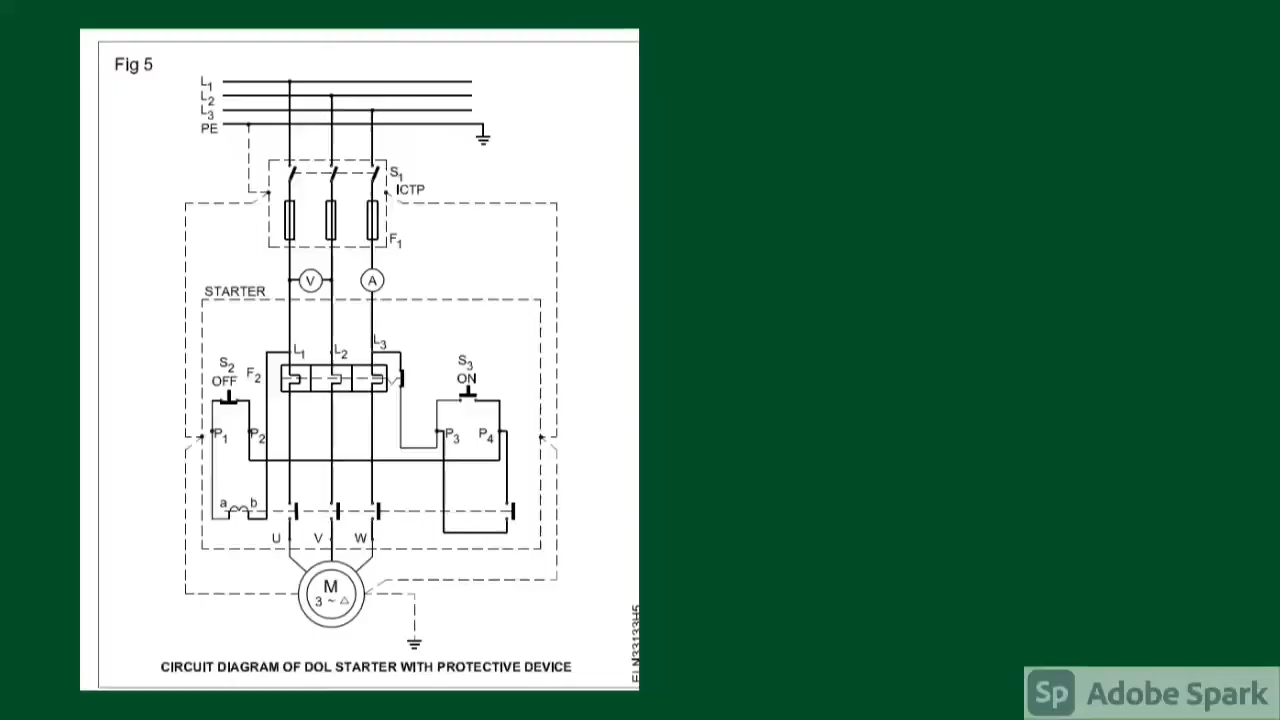 Fig 5
L1
L2
L3
PE
S1
ICTP
F1
V
A
STARTER
L1
L2
L3
S2
OFF
F2
S3
ON
P1
P2
P3
P4
a
b
U
V
W
M
3 ~ △
ELN33133H5
CIRCUIT DIAGRAM OF DOL STARTER WITH PROTECTIVE DEVICE
Sp Adobe Spark